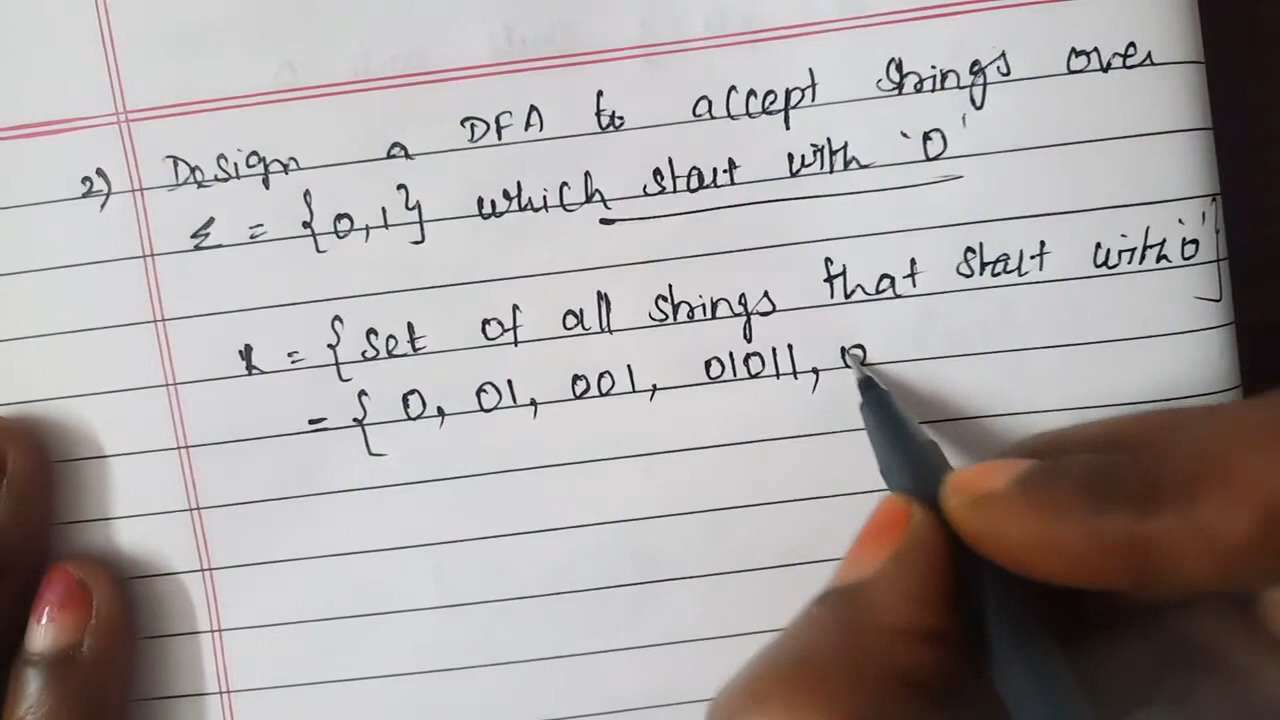 2) Design a DFA to accept strings over
Σ = {0,1} which start with '0'
L = {set of all strings that start with '0'}
= { 0, 01, 001, 01011, 0